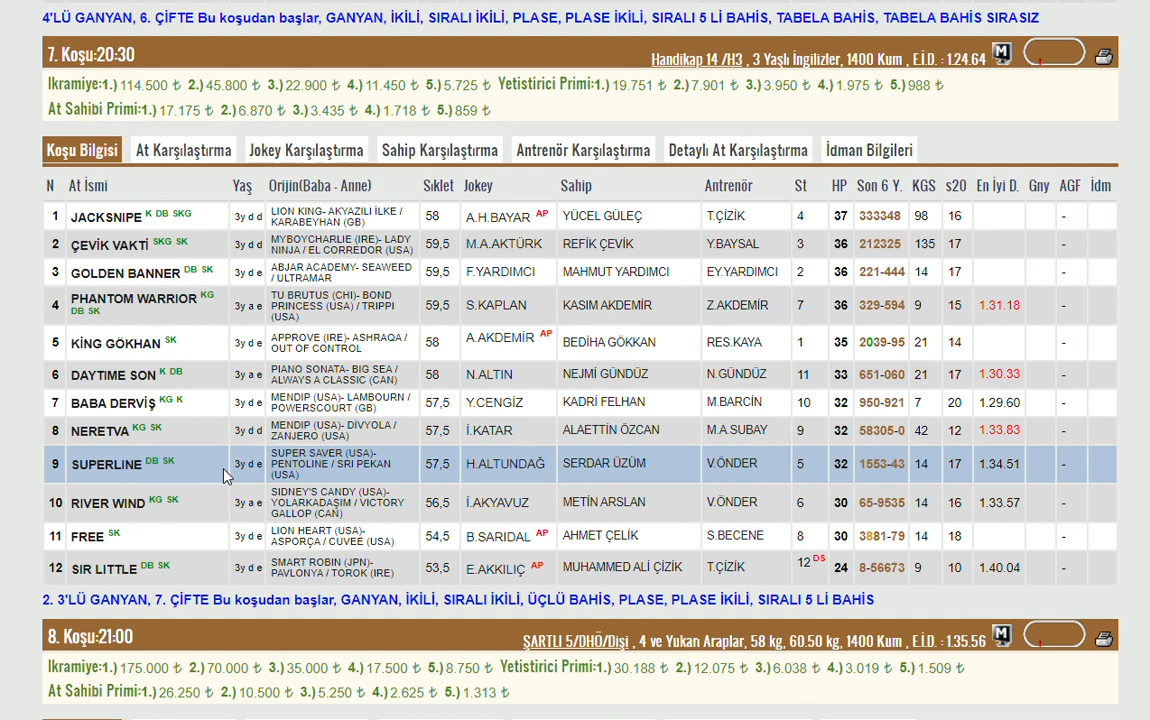 4'LÜ GANYAN, 6. ÇİFTE Bu koşudan başlar, GANYAN, İKİLİ, SIRALI İKİLİ, PLASE, PLASE İKİLİ, SIRALI 5 Lİ BAHİS, TABELA BAHİS, TABELA BAHİS SIRASIZ
7. Koşu:20:30 Handikap 14 /H3 , 3 Yaşlı İngilizler, 1400 Kum , E.İ.D. : 1.24.64 M
Ikramiye:1.) 114.500 ₺ 2.) 45.800 ₺ 3.) 22.900 ₺ 4.) 11.450 ₺ 5.) 5.725 ₺ Yetistirici Primi:1.) 19.751 ₺ 2.) 7.901 ₺ 3.) 3.950 ₺ 4.) 1.975 ₺ 5.) 988 ₺
At Sahibi Primi:1.) 17.175 ₺ 2.) 6.870 ₺ 3.) 3.435 ₺ 4.) 1.718 ₺ 5.) 859 ₺
Koşu Bilgisi At Karşılaştırma Jokey Karşılaştırma Sahip Karşılaştırma Antrenör Karşılaştırma Detaylı At Karşılaştırma İdman Bilgileri
N At İsmi Yaş Orijin(Baba - Anne) Sıklet Jokey Sahip Antrenör St HP Son 6 Y. KGS s20 En İyi D. Gny AGF İdm
1 JACKSNIPE K DB SKG 3y d d LION KING- AKYAZILI İLKE / KARABEYHAN (GB) 58 A.H.BAYAR AP YÜCEL GÜLEÇ T.ÇİZİK 4 37 333348 98 16 -
2 ÇEVİK VAKTİ SKG SK 3y d d MYBOYCHARLIE (IRE)- LADY NINJA / EL CORREDOR (USA) 59,5 M.A.AKTÜRK REFİK ÇEVİK Y.BAYSAL 3 36 212325 135 17 -
3 GOLDEN BANNER DB SK 3y d e ABJAR ACADEMY- SEAWEED / ULTRAMAR 59,5 F.YARDIMCI MAHMUT YARDIMCI EY.YARDIMCI 2 36 221-444 14 17 -
4 PHANTOM WARRIOR KG DB SK 3y a e TU BRUTUS (CHI)- BOND PRINCESS (USA) / TRIPPI (USA) 59,5 S.KAPLAN KASIM AKDEMİR Z.AKDEMİR 7 36 329-594 9 15 1.31.18 -
5 KİNG GÖKHAN SK 3y d e APPROVE (IRE)- ASHRAQA / OUT OF CONTROL 58 A.AKDEMİR AP BEDİHA GÖKKAN RES.KAYA 1 35 2039-95 21 14 -
6 DAYTIME SON K DB 3y a e PIANO SONATA- BIG SEA / ALWAYS A CLASSIC (CAN) 58 N.ALTIN NEJMİ GÜNDÜZ N.GÜNDÜZ 11 33 651-060 21 17 1.30.33 -
7 BABA DERVİŞ KG K 3y d e MENDIP (USA)- LAMBOURN / POWERSCOURT (GB) 57,5 Y.CENGİZ KADRİ FELHAN M.BARCİN 10 32 950-921 7 20 1.29.60 -
8 NERETVA KG SK 3y d d MENDIP (USA)- DİVYOLA / ZANJERO (USA) 57,5 İ.KATAR ALAETTİN ÖZCAN M.A.SUBAY 9 32 58305-0 42 12 1.33.83 -
9 SUPERLINE DB SK 3y d e SUPER SAVER (USA)- PENTOLINE / SRI PEKAN (USA) 57,5 H.ALTUNDAĞ SERDAR ÜZÜM V.ÖNDER 5 32 1553-43 14 17 1.34.51 -
10 RIVER WIND KG SK 3y a e SIDNEY'S CANDY (USA)- YOLARKADAŞIM / VICTORY GALLOP (CAN) 56,5 İ.AKYAVUZ METİN ARSLAN V.ÖNDER 6 30 65-9535 14 16 1.33.57 -
11 FREE SK 3y d e LION HEART (USA)- ASPORÇA / CUVEE (USA) 54,5 B.SARIDAL AP AHMET ÇELİK S.BECENE 8 30 3881-79 14 18 -
12 SIR LITTLE DB SK 3y d e SMART ROBIN (JPN)- PAVLONYA / TOROK (IRE) 53,5 E.AKKILIÇ AP MUHAMMED ALİ ÇİZİK T.ÇİZİK 12 DS 24 8-56673 9 10 1.40.04 -
2. 3'LÜ GANYAN, 7. ÇİFTE Bu koşudan başlar, GANYAN, İKİLİ, SIRALI İKİLİ, ÜÇLÜ BAHİS, PLASE, PLASE İKİLİ, SIRALI 5 Lİ BAHİS
8. Koşu:21:00 ŞARTLI 5/DHÖ/Dişi , 4 ve Yukarı Araplar, 58 kg, 60.50 kg, 1400 Kum , E.İ.D. : 1.35.56 M
Ikramiye:1.) 175.000 ₺ 2.) 70.000 ₺ 3.) 35.000 ₺ 4.) 17.500 ₺ 5.) 8.750 ₺ Yetistirici Primi:1.) 30.188 ₺ 2.) 12.075 ₺ 3.) 6.038 ₺ 4.) 3.019 ₺ 5.) 1.509 ₺
At Sahibi Primi:1.) 26.250 ₺ 2.) 10.500 ₺ 3.) 5.250 ₺ 4.) 2.625 ₺ 5.) 1.313 ₺